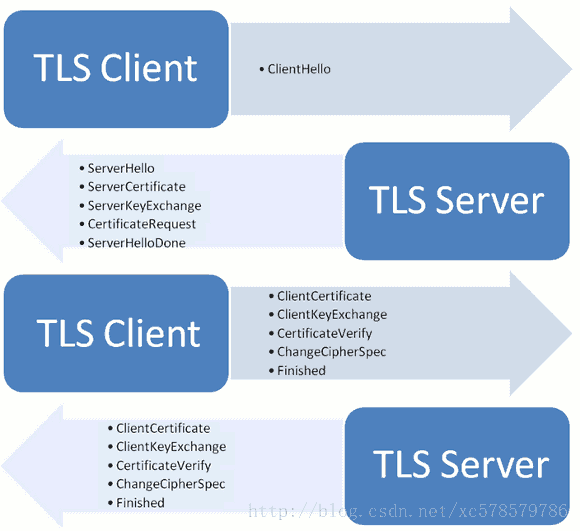 TLS Client
• ClientHello
• ServerHello
• ServerCertificate
• ServerKeyExchange
• CertificateRequest
• ServerHelloDone
TLS Server
TLS Client
• ClientCertificate
• ClientKeyExchange
• CertificateVerify
• ChangeCipherSpec
• Finished
• ClientCertificate
• ClientKeyExchange
• CertificateVerify
• ChangeCipherSpec
• Finished
TLS Server
http://blog.csdn.net/xc578579786